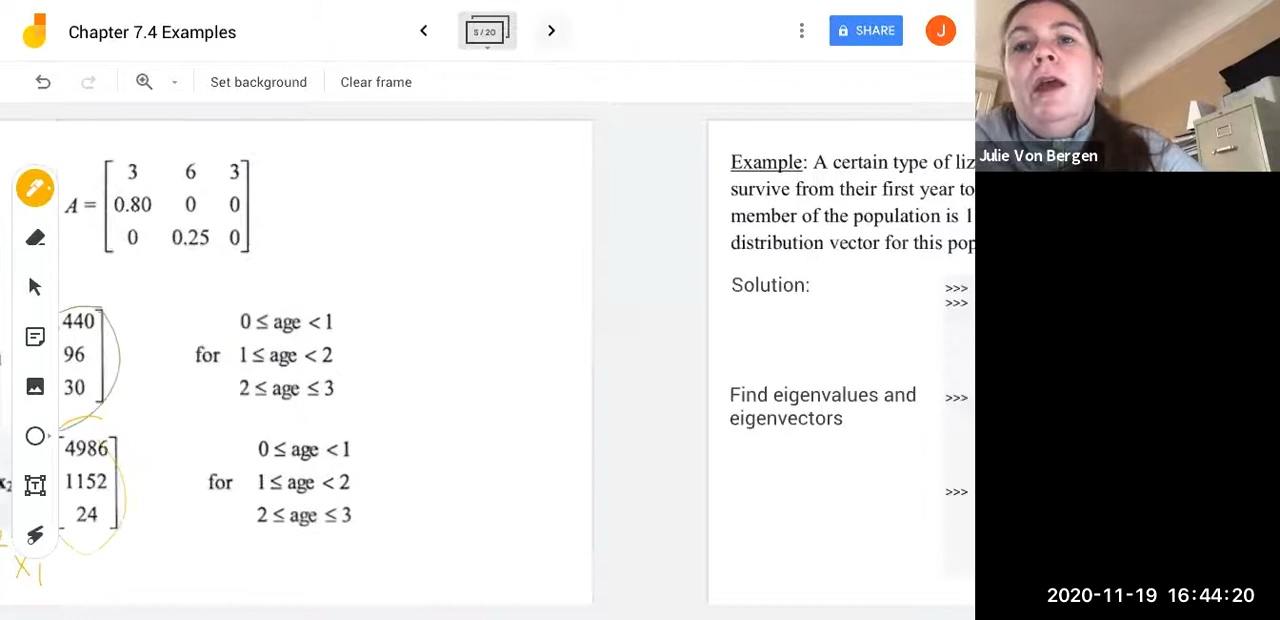 Chapter 7.4 Examples
5 / 20
SHARE
J
Set background
Clear frame
A = [3 6 3
0.80 0 0
0 0.25 0]
440
96
30
0 ≤ age < 1
for 1 ≤ age < 2
2 ≤ age ≤ 3
x₂
4986
1152
24
0 ≤ age < 1
for 1 ≤ age < 2
2 ≤ age ≤ 3
x₁
Example: A certain type of liz
survive from their first year to
member of the population is 1
distribution vector for this pop
Solution:
>>>
>>>
Find eigenvalues and
eigenvectors
>>>
>>>
Julie Von Bergen
2020-11-19 16:44:20